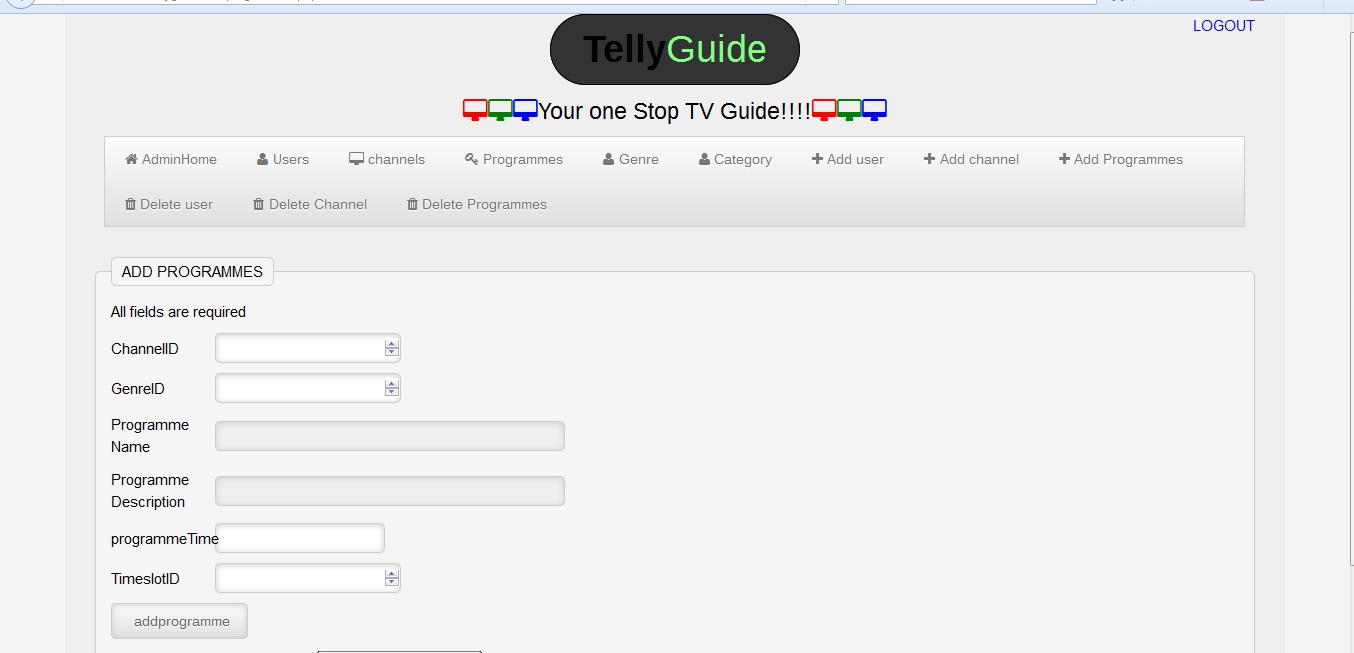 LOGOUT
TellyGuide
Your one Stop TV Guide!!!!
AdminHome Users channels Programmes Genre Category Add user Add channel Add Programmes
Delete user Delete Channel Delete Programmes
ADD PROGRAMMES
All fields are required
ChannelID
GenreID
Programme
Name
Programme
Description
programmeTime
TimeslotID
addprogramme